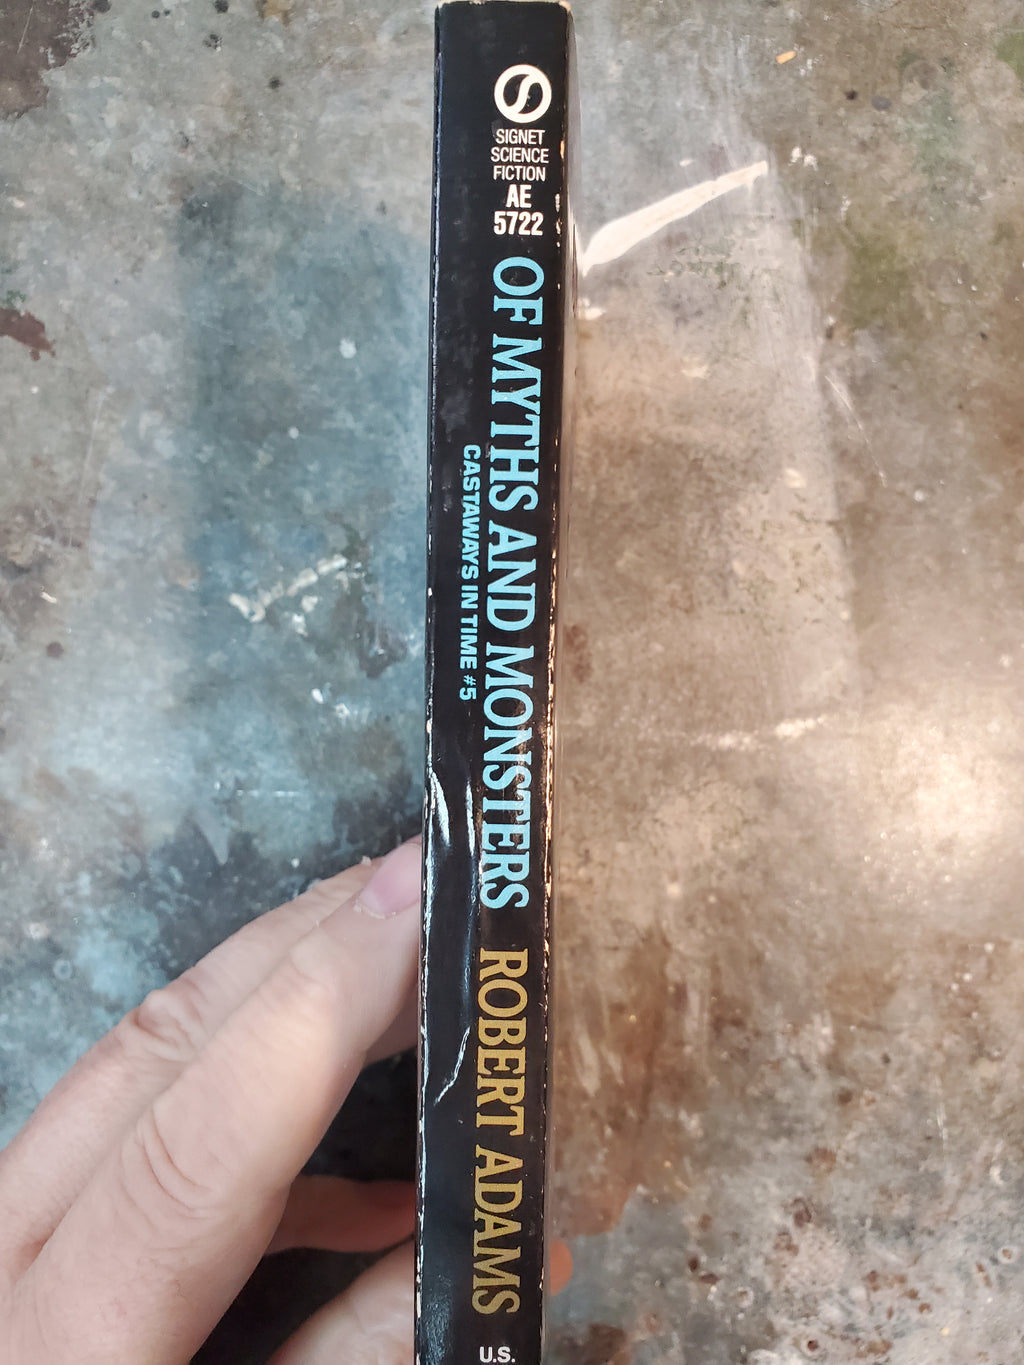 SIGNET
SCIENCE
FICTION
AE
5722
OF MYTHS AND MONSTERS
CASTAWAYS IN TIME #5
ROBERT ADAMS
U.S.